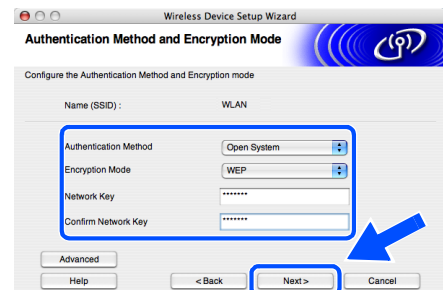 Wireless Device Setup Wizard
Authentication Method and Encryption Mode
Configure the Authentication Method and Encryption mode
Name (SSID) : WLAN
Authentication Method Open System
Encryption Mode WEP
Network Key *******
Confirm Network Key *******
Advanced
Help < Back Next > Cancel